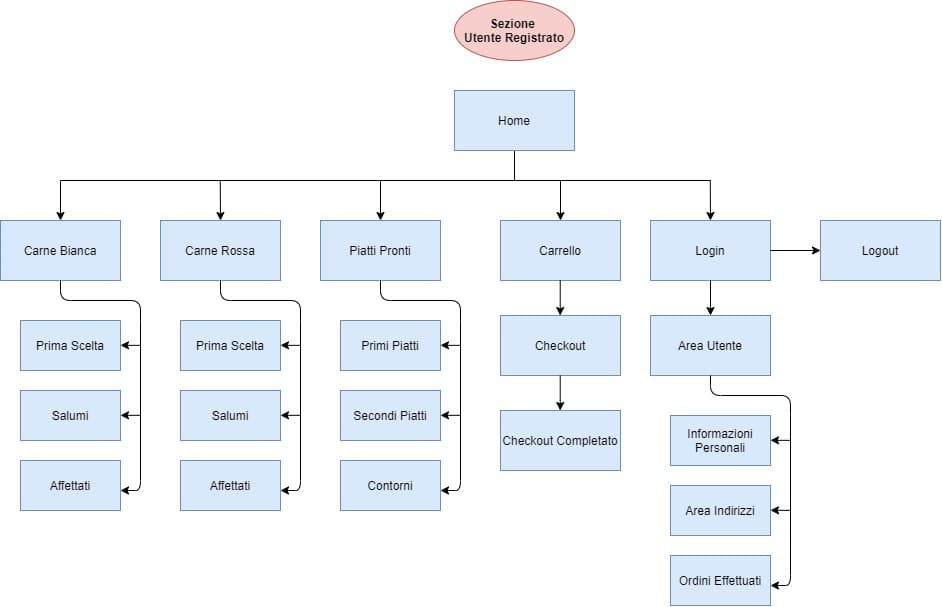 Sezione
Utente Registrato
Home
Carne Bianca
Carne Rossa
Piatti Pronti
Carrello
Login
Logout
Prima Scelta
Prima Scelta
Primi Piatti
Checkout
Area Utente
Salumi
Salumi
Secondi Piatti
Checkout Completato
Informazioni
Personali
Affettati
Affettati
Contorni
Area Indirizzi
Ordini Effettuati